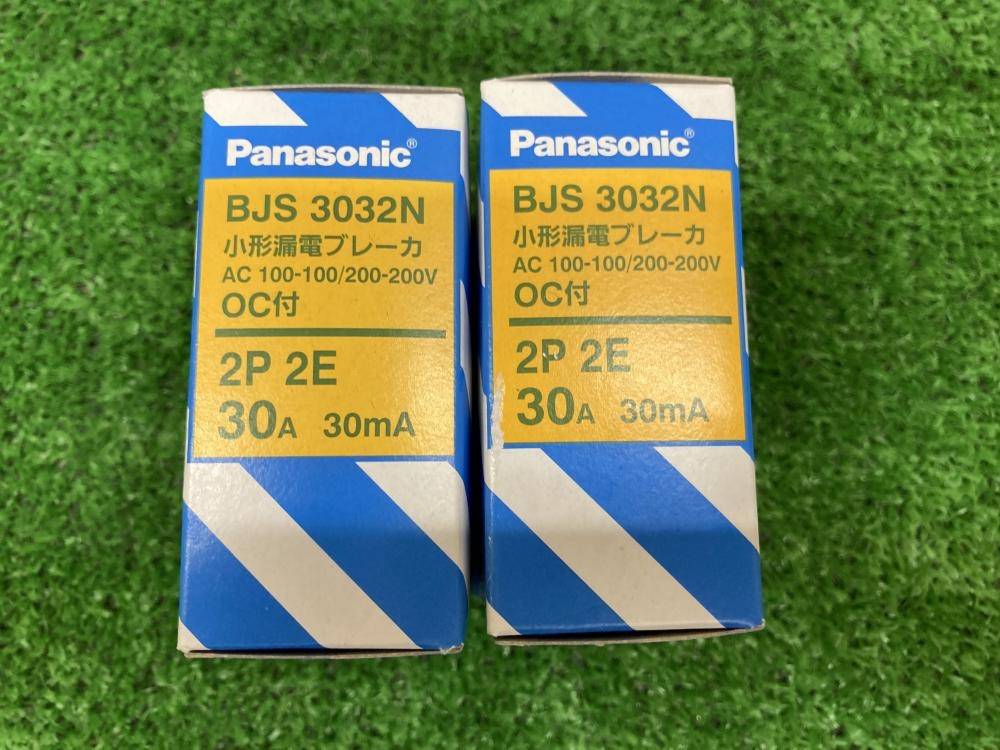 Panasonic®
BJS 3032N
小形漏電ブレーカ
AC 100-100/200-200V
OC付
2P 2E
30A 30mA
Panasonic®
BJS 3032N
小形漏電ブレーカ
AC 100-100/200-200V
OC付
2P 2E
30A 30mA